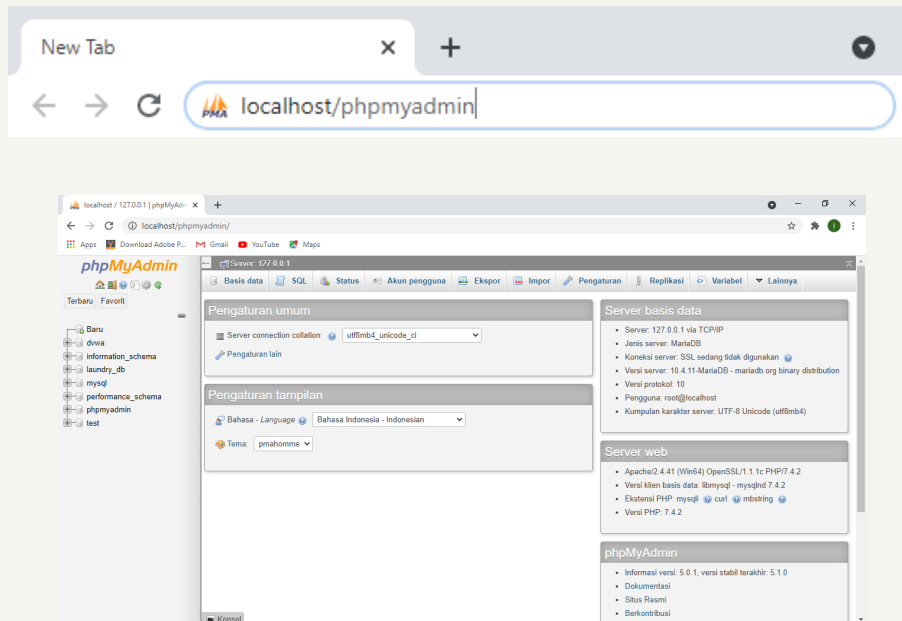 New Tab
PMA localhost/phpmyadmin
localhost / 127.0.0.1 | phpMyAdm
localhost/phpmyadmin/
Apps Download Adobe P... Gmail YouTube Maps
phpMyAdmin
Terbaru Favorit
Baru
dvwa
information_schema
laundry_db
mysql
performance_schema
phpmyadmin
test
Server: 127.0.0.1
Basis data SQL Status Akun pengguna Ekspor Impor Pengaturan Replikasi Variabel Lainnya
Pengaturan umum
Server connection collation: utf8mb4_unicode_ci
Pengaturan lain
Pengaturan tampilan
Bahasa - Language Bahasa Indonesia - Indonesian
Tema: pmahomme
Server basis data
Server: 127.0.0.1 via TCP/IP
Jenis server: MariaDB
Koneksi server: SSL sedang tidak digunakan
Versi server: 10.4.11-MariaDB - mariadb.org binary distribution
Versi protokol: 10
Pengguna: root@localhost
Kumpulan karakter server: UTF-8 Unicode (utf8mb4)
Server web
Apache/2.4.41 (Win64) OpenSSL/1.1.1c PHP/7.4.2
Versi klien basis data: libmysql - mysqlnd 7.4.2
Ekstensi PHP: mysqli curl mbstring
Versi PHP: 7.4.2
phpMyAdmin
Informasi versi: 5.0.1, versi stabil terakhir: 5.1.0
Dokumentasi
Situs Resmi
Berkontribusi
Konsol